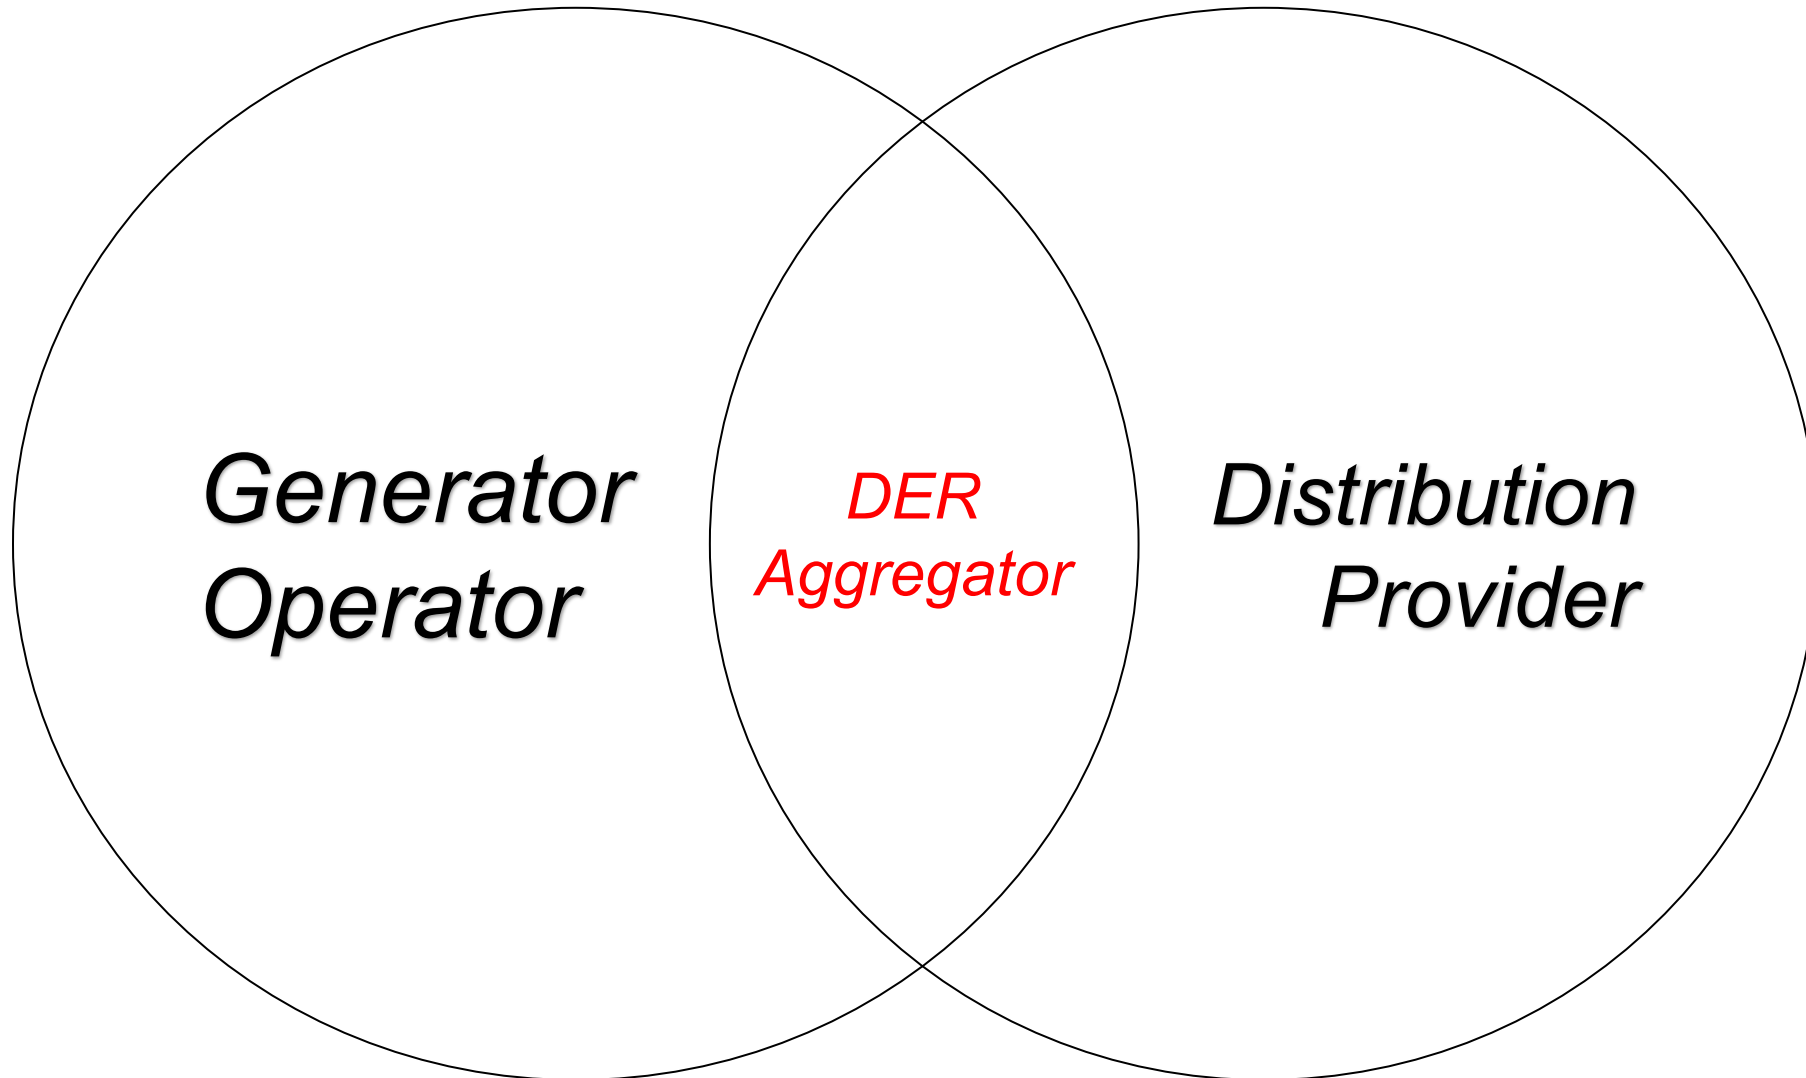 Generator
Operator
DER
Aggregator
Distribution
Provider